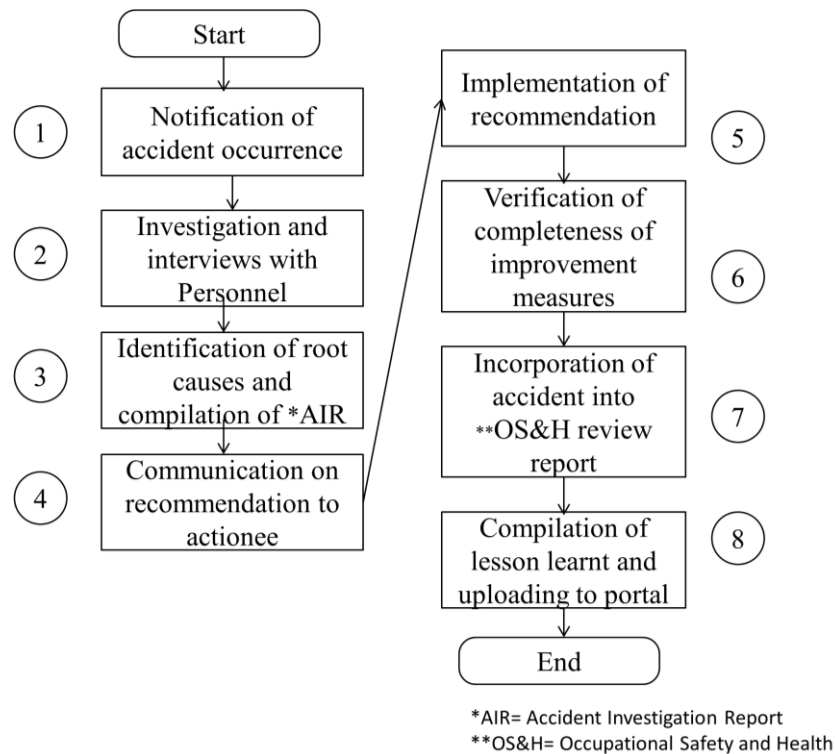 Start
1
Notification of
accident occurrence
2
Investigation and
interviews with
Personnel
3
Identification of root
causes and
compilation of *AIR
4
Communication on
recommendation to
actionee
Implementation of
recommendation
5
Verification of
completeness of
improvement
measures
6
Incorporation of
accident into
**OS&H review
report
7
Compilation of
lesson learnt and
uploading to portal
8
End
*AIR= Accident Investigation Report
**OS&H= Occupational Safety and Health